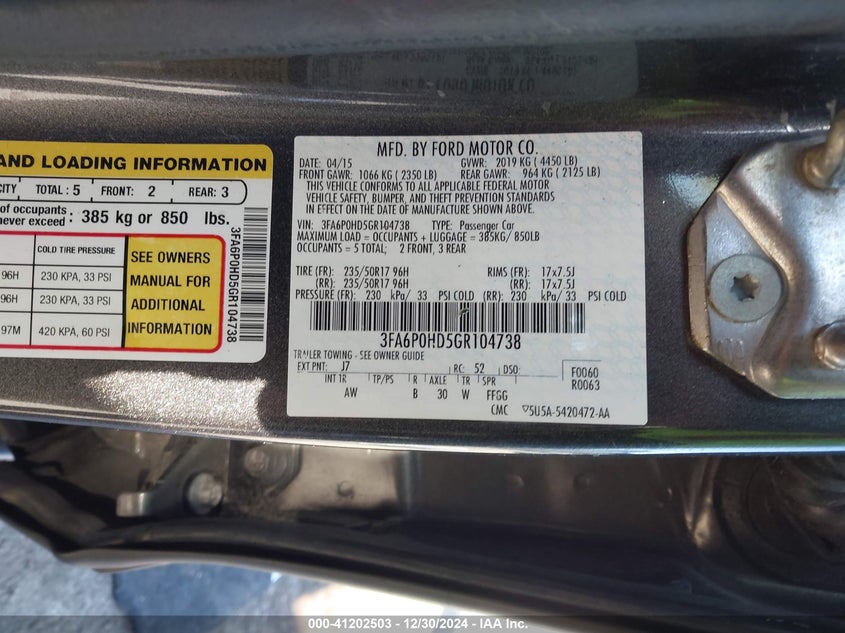 AND LOADING INFORMATION
CITY TOTAL: 5 FRONT: 2 REAR: 3
of occupants
never exceed : 385 kg or 850 lbs.
COLD TIRE PRESSURE
96H 230 KPA, 33 PSI
96H 230 KPA, 33 PSI
97M 420 KPA, 60 PSI
SEE OWNERS
MANUAL FOR
ADDITIONAL
INFORMATION
3FA6P0HD5GR104738
MFD. BY FORD MOTOR CO.
DATE: 04/15 GVWR: 2019 KG ( 4450 LB)
FRONT GAWR: 1066 KG ( 2350 LB) REAR GAWR: 964 KG ( 2125 LB)
THIS VEHICLE CONFORMS TO ALL APPLICABLE FEDERAL MOTOR
VEHICLE SAFETY, BUMPER, AND THEFT PREVENTION STANDARDS
IN EFFECT ON THE DATE OF MANUFACTURE SHOWN ABOVE.
VIN: 3FA6P0HD5GR104738 TYPE: Passenger Car
MAXIMUM LOAD = OCCUPANTS + LUGGAGE = 385KG/ 850LB
OCCUPANTS = 5 TOTAL; 2 FRONT, 3 REAR
TIRE (FR): 235/50R17 96H RIMS (FR): 17x7.5J
(RR): 235/50R17 96H (RR): 17x7.5J
PRESSURE (FR): 230 kPa/ 33 PSI COLD (RR): 230 kPa/ 33 PSI COLD
3FA6P0HD5GR104738
TRAILER TOWING - SEE OWNER GUIDE
EXT PNT: J7 RC: 52 DSO: F0060
R0063
INT TR TP/PS R AXLE TR SPR
AW B 30 W FFGG
CMC 5U5A-5420472-AA
000-41202503 - 12/30/2024 - IAA Inc.